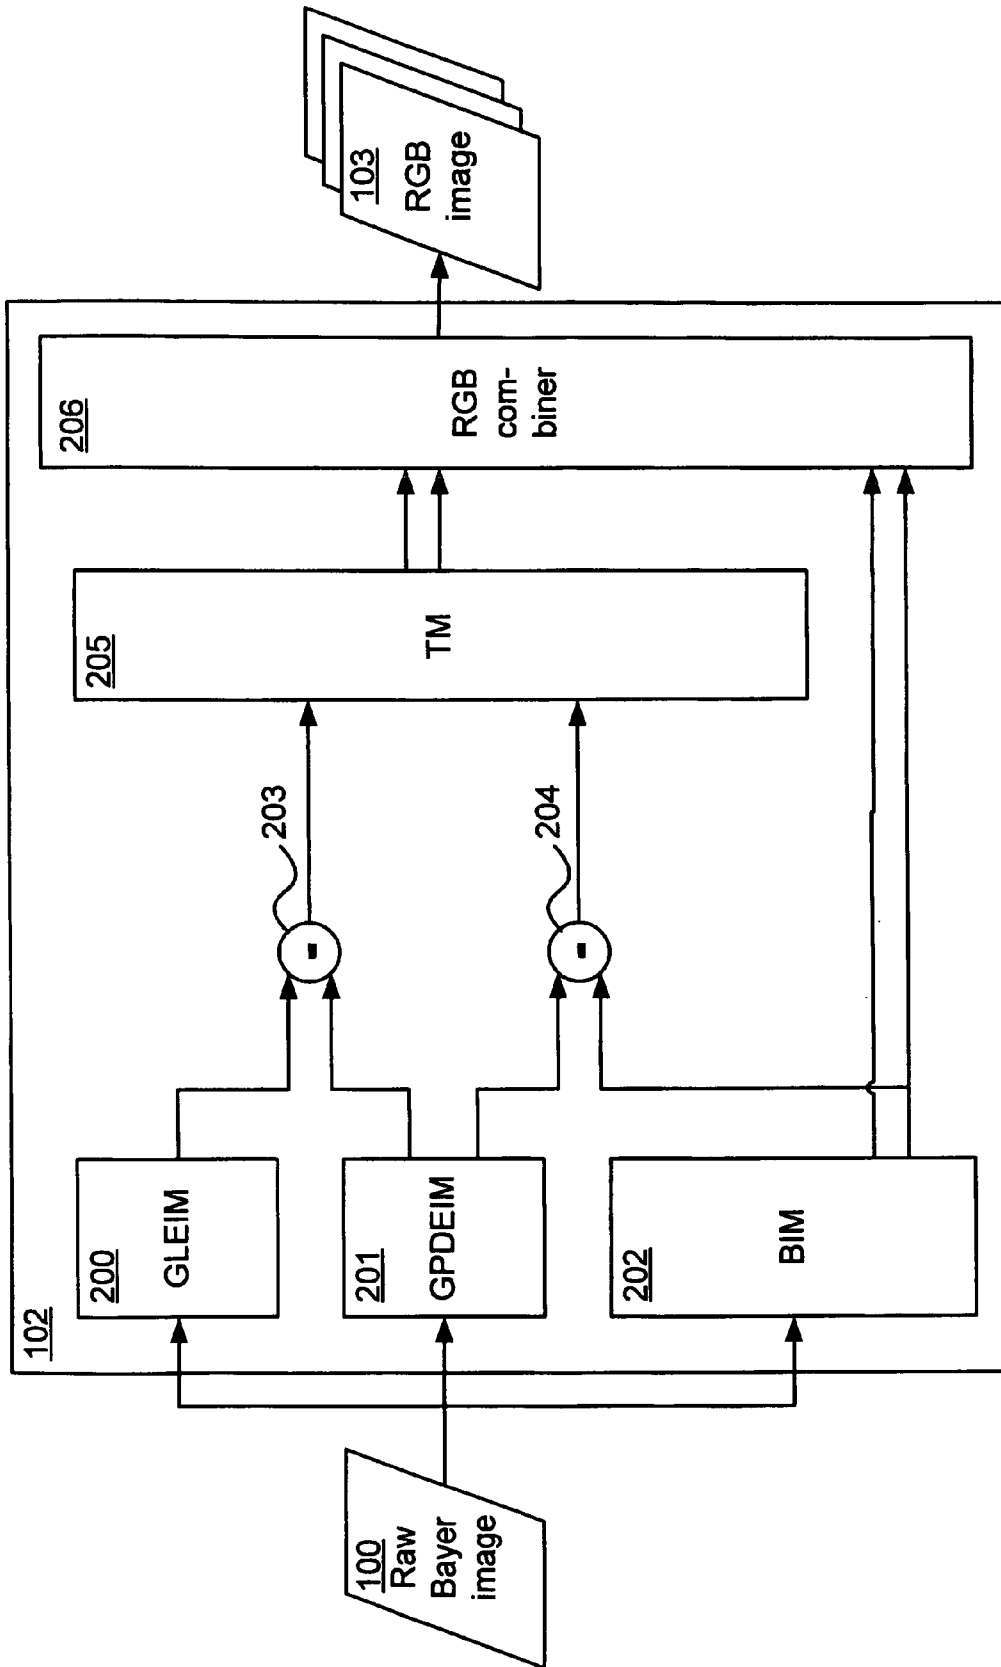 100
Raw
Bayer
image
102
200
GLEIM
201
GPDEIM
202
BIM
203
-
204
-
205
TM
206
RGB
com-
biner
103
RGB
image